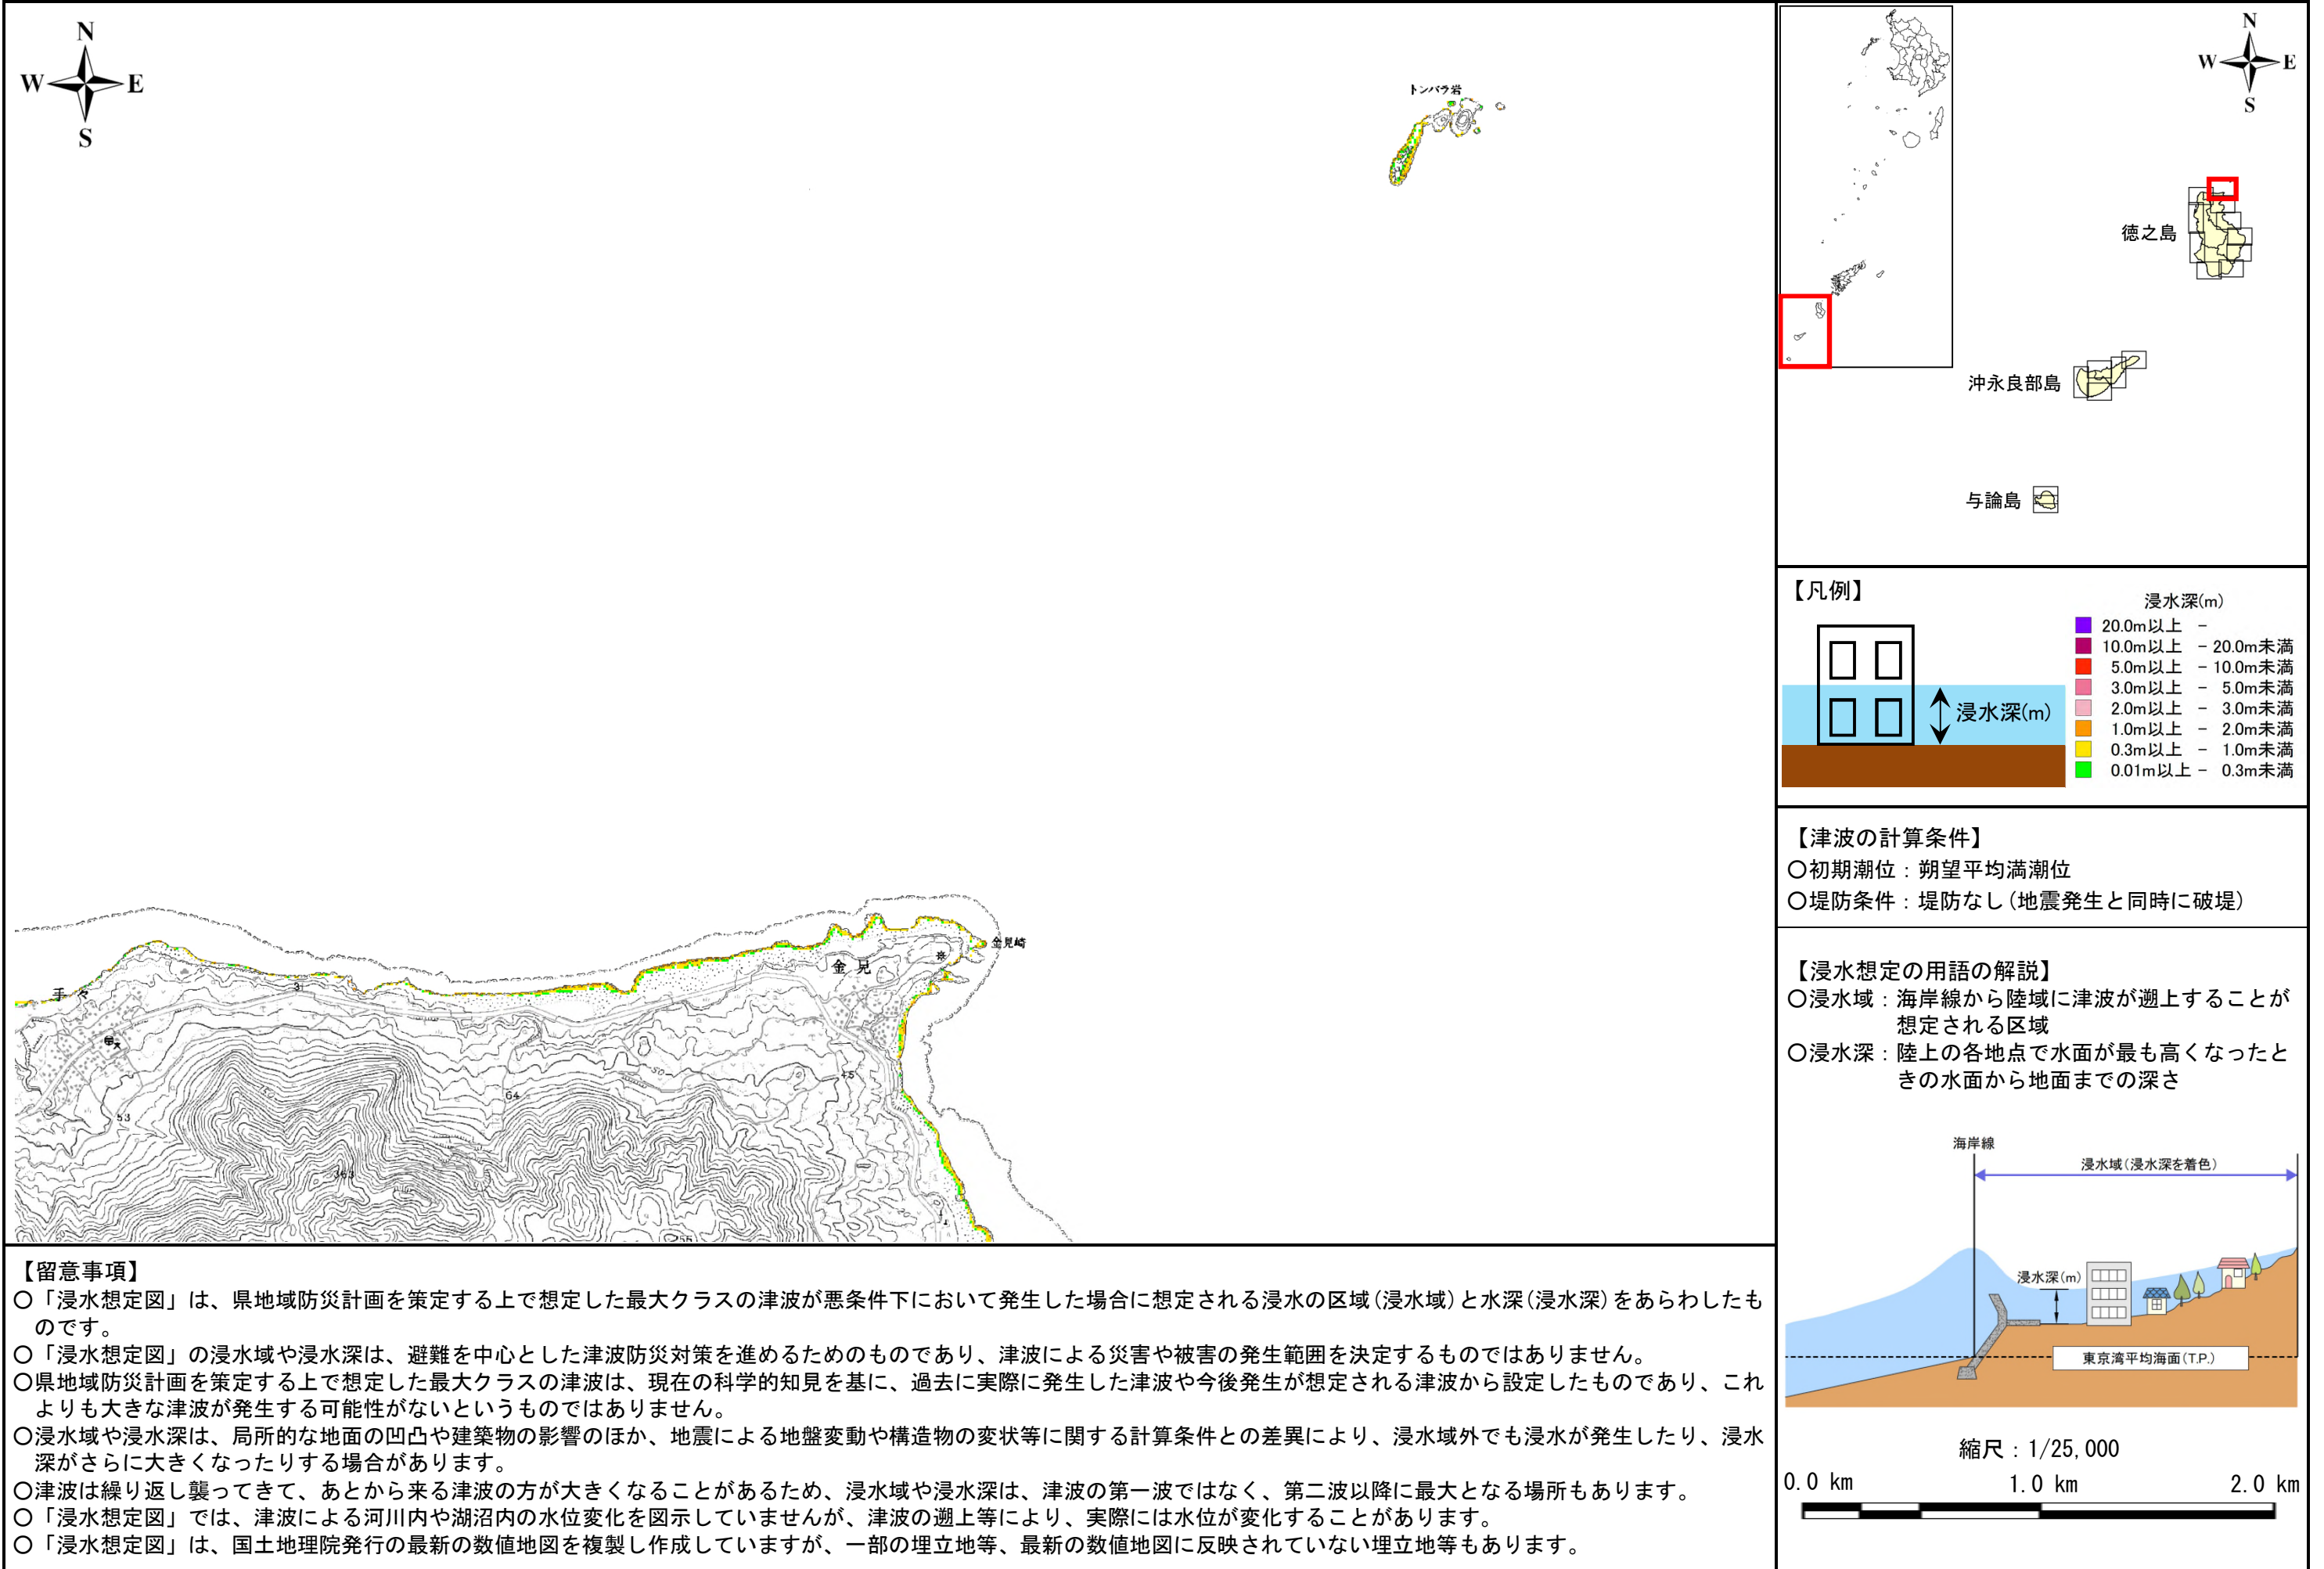 N
W E
S
トンバラ岩
金見崎
金見
手々
3
53
64
363
50
45
55
N
W E
S
徳之島
沖永良部島
与論島
【凡例】
浸水深(m)
浸水深(m)
20.0m以上 －
10.0m以上 － 20.0m未満
5.0m以上 － 10.0m未満
3.0m以上 － 5.0m未満
2.0m以上 － 3.0m未満
1.0m以上 － 2.0m未満
0.3m以上 － 1.0m未満
0.01m以上 － 0.3m未満
【津波の計算条件】
○初期潮位：朔望平均満潮位
○堤防条件：堤防なし(地震発生と同時に破堤)
【浸水想定の用語の解説】
○浸水域：海岸線から陸域に津波が遡上することが
想定される区域
○浸水深：陸上の各地点で水面が最も高くなったと
きの水面から地面までの深さ
海岸線
浸水域(浸水深を着色)
浸水深(m)
東京湾平均海面(T.P.)
縮尺：1/25,000
0.0 km 1.0 km 2.0 km
【留意事項】
○「浸水想定図」は、県地域防災計画を策定する上で想定した最大クラスの津波が悪条件下において発生した場合に想定される浸水の区域(浸水域)と水深(浸水深)をあらわしたも
のです。
○「浸水想定図」の浸水域や浸水深は、避難を中心とした津波防災対策を進めるためのものであり、津波による災害や被害の発生範囲を決定するものではありません。
○県地域防災計画を策定する上で想定した最大クラスの津波は、現在の科学的知見を基に、過去に実際に発生した津波や今後発生が想定される津波から設定したものであり、これ
よりも大きな津波が発生する可能性がないというものではありません。
○浸水域や浸水深は、局所的な地面の凹凸や建築物の影響のほか、地震による地盤変動や構造物の変状等に関する計算条件との差異により、浸水域外でも浸水が発生したり、浸水
深がさらに大きくなったりする場合があります。
○津波は繰り返し襲ってきて、あとから来る津波の方が大きくなることがあるため、浸水域や浸水深は、津波の第一波ではなく、第二波以降に最大となる場所もあります。
○「浸水想定図」では、津波による河川内や湖沼内の水位変化を図示していませんが、津波の遡上等により、実際には水位が変化することがあります。
○「浸水想定図」は、国土地理院発行の最新の数値地図を複製し作成していますが、一部の埋立地等、最新の数値地図に反映されていない埋立地等もあります。